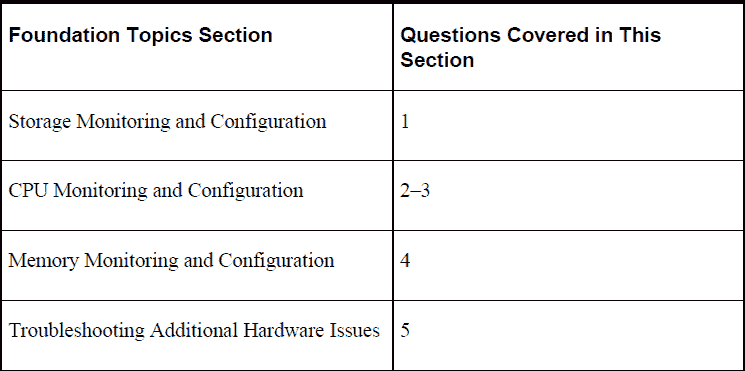 Foundation Topics Section
Questions Covered in This
Section
Storage Monitoring and Configuration
1
CPU Monitoring and Configuration
2–3
Memory Monitoring and Configuration
4
Troubleshooting Additional Hardware Issues
5